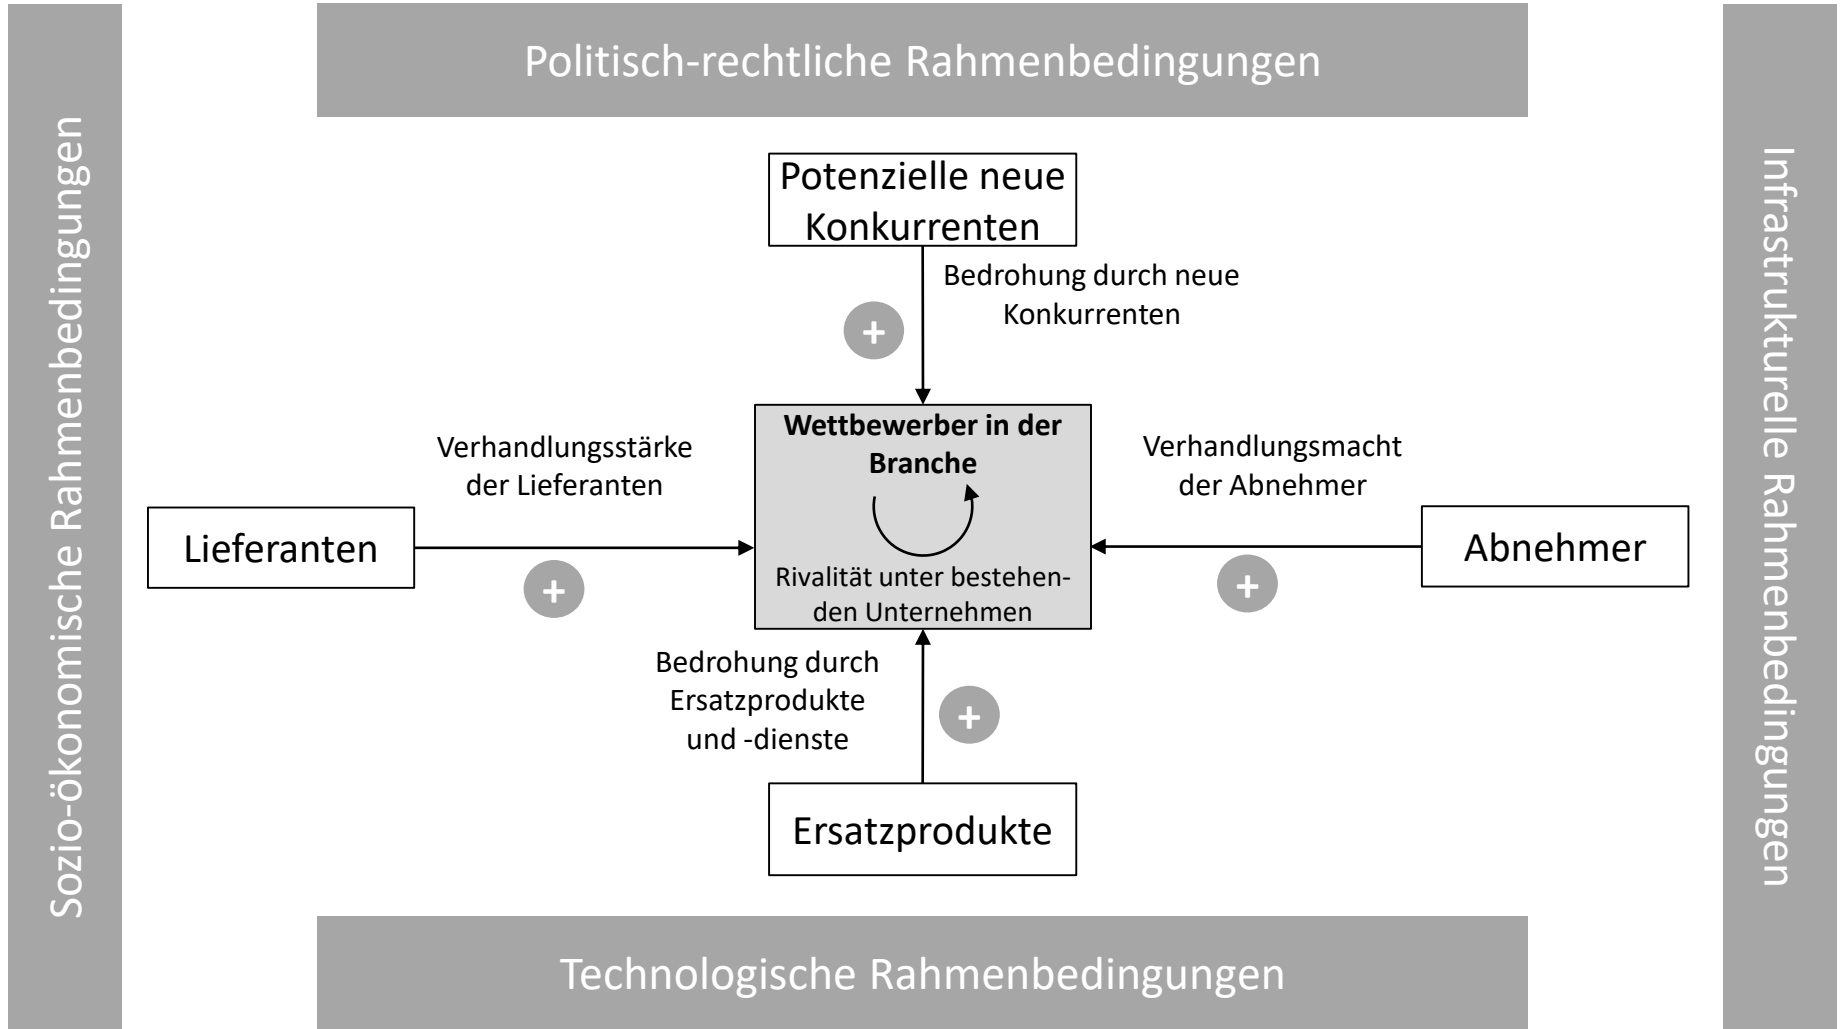 Politisch-rechtliche Rahmenbedingungen
Sozio-ökonomische Rahmenbedingungen
Infrastrukturelle Rahmenbedingungen
Potenzielle neue
Konkurrenten
Bedrohung durch neue
Konkurrenten
+
Wettbewerber in der
Branche
Verhandlungsstärke
der Lieferanten
Verhandlungsmacht
der Abnehmer
Lieferanten
Abnehmer
+
+
Rivalität unter bestehen-
den Unternehmen
Bedrohung durch
Ersatzprodukte
und -dienste
+
Ersatzprodukte
Technologische Rahmenbedingungen